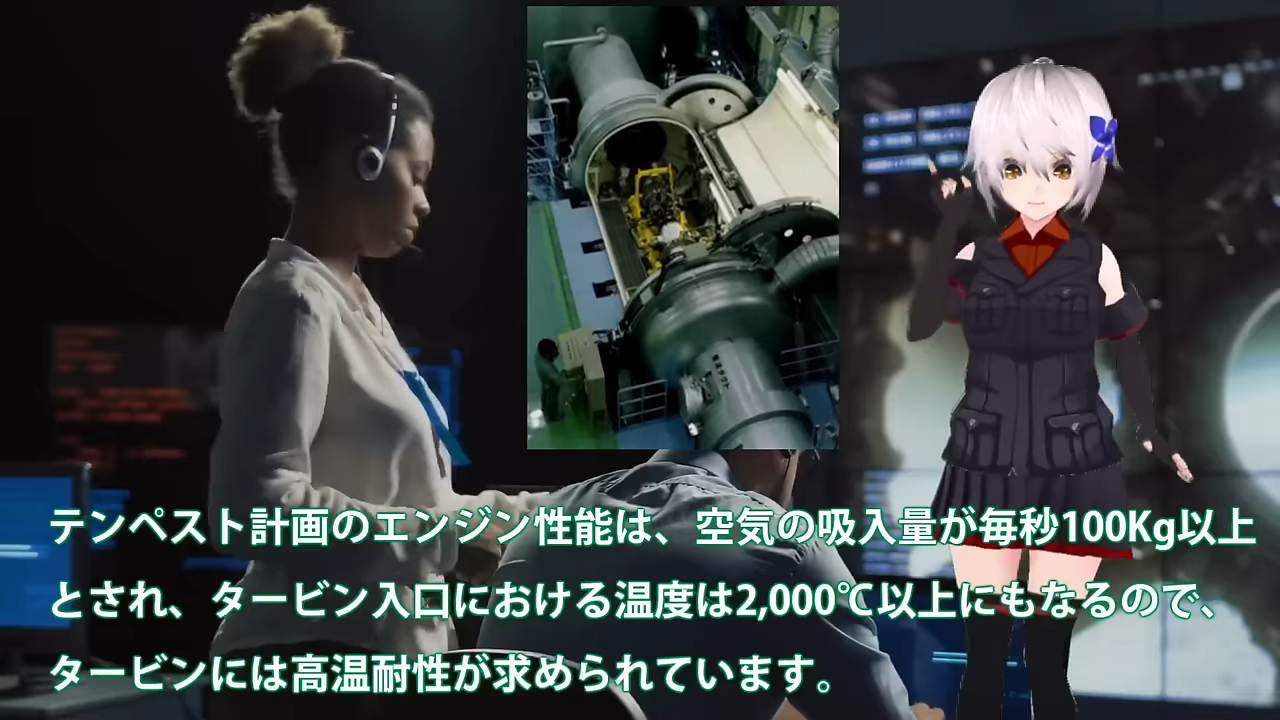 テンペスト計画のエンジン性能は、空気の吸入量が毎秒100Kg以上
とされ、タービン入口における温度は2,000℃以上にもなるので、
タービンには高温耐性が求められています。